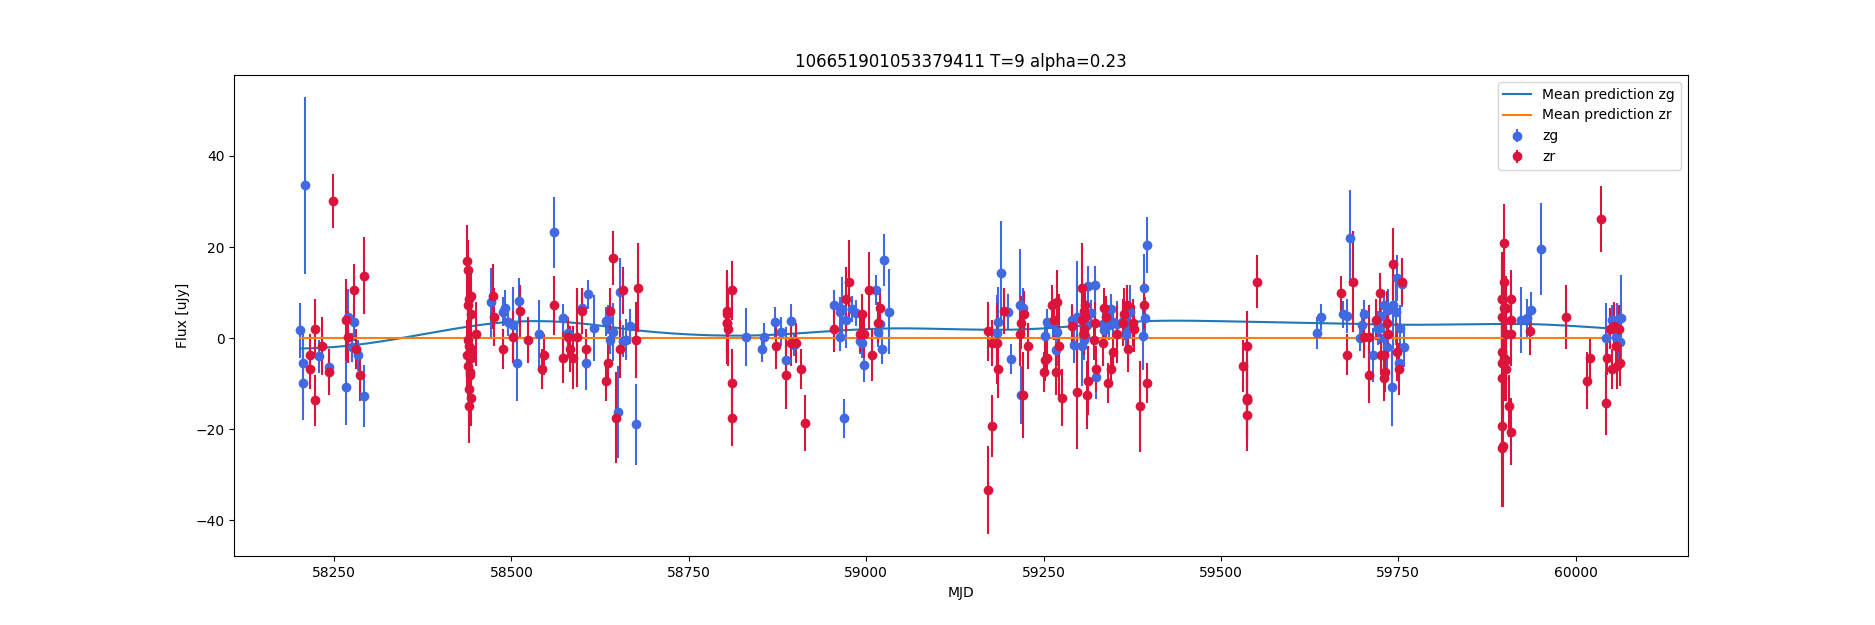 106651901053379411 T=9 alpha=0.23
Mean prediction zg
Mean prediction zr
zg
zr
Flux [uJy]
40
20
0
−20
−40
58250 58500 58750 59000 59250 59500 59750 60000
MJD